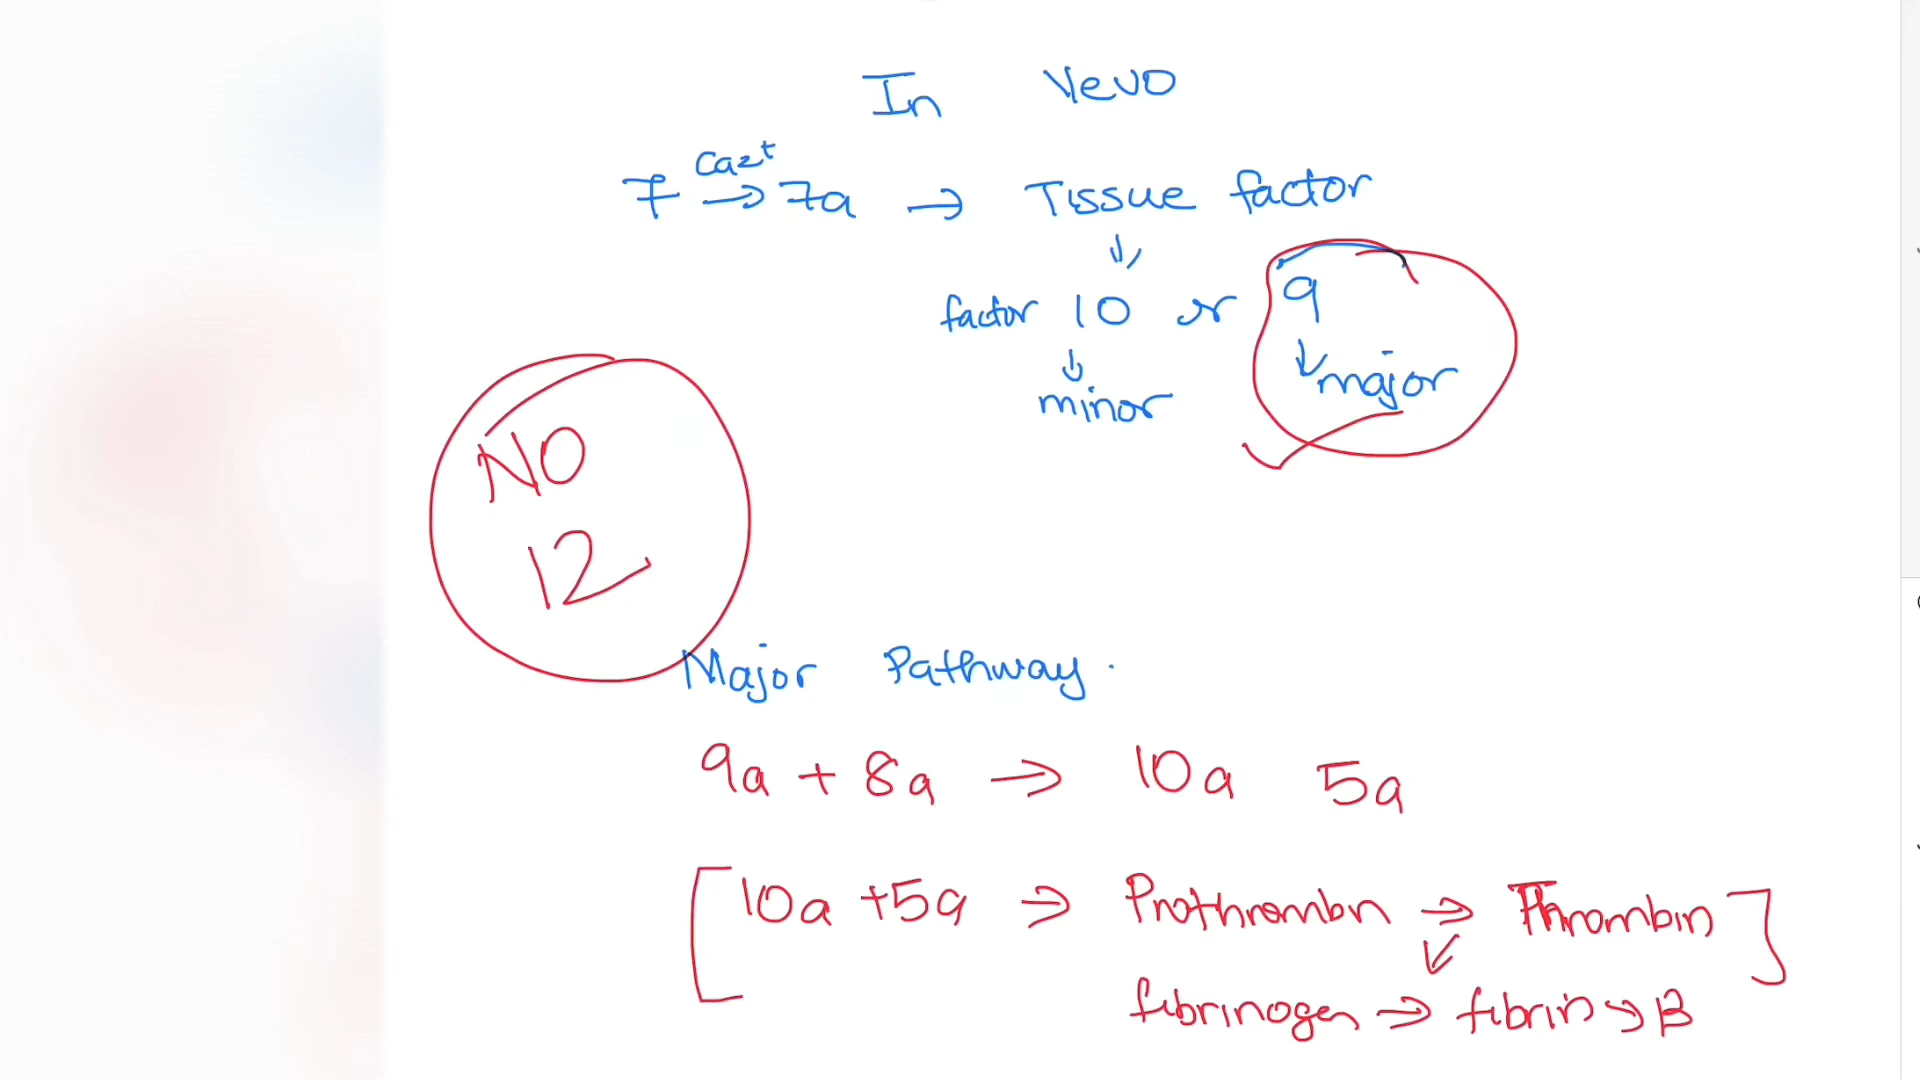 In Vevo
7 Ca2+ → 7a → Tissue factor
↓
factor 10 or 9
↓ ↓
minor major
NO
12
Major Pathway.
9a + 8a → 10a 5a
[10a + 5a → Prothrombin → Thrombin]
↓
fibrinogen → fibrin → 13